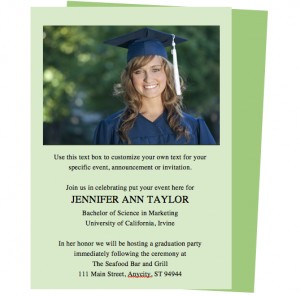 Use this text box to customize your own text for your
specific event, announcement or invitation.
Join us in celebrating put your event here for
JENNIFER ANN TAYLOR
Bachelor of Science in Marketing
University of California, Irvine
In her honor we will be hosting a graduation party
immediately following the ceremony at
The Seafood Bar and Grill
111 Main Street, Anycity, ST 94944